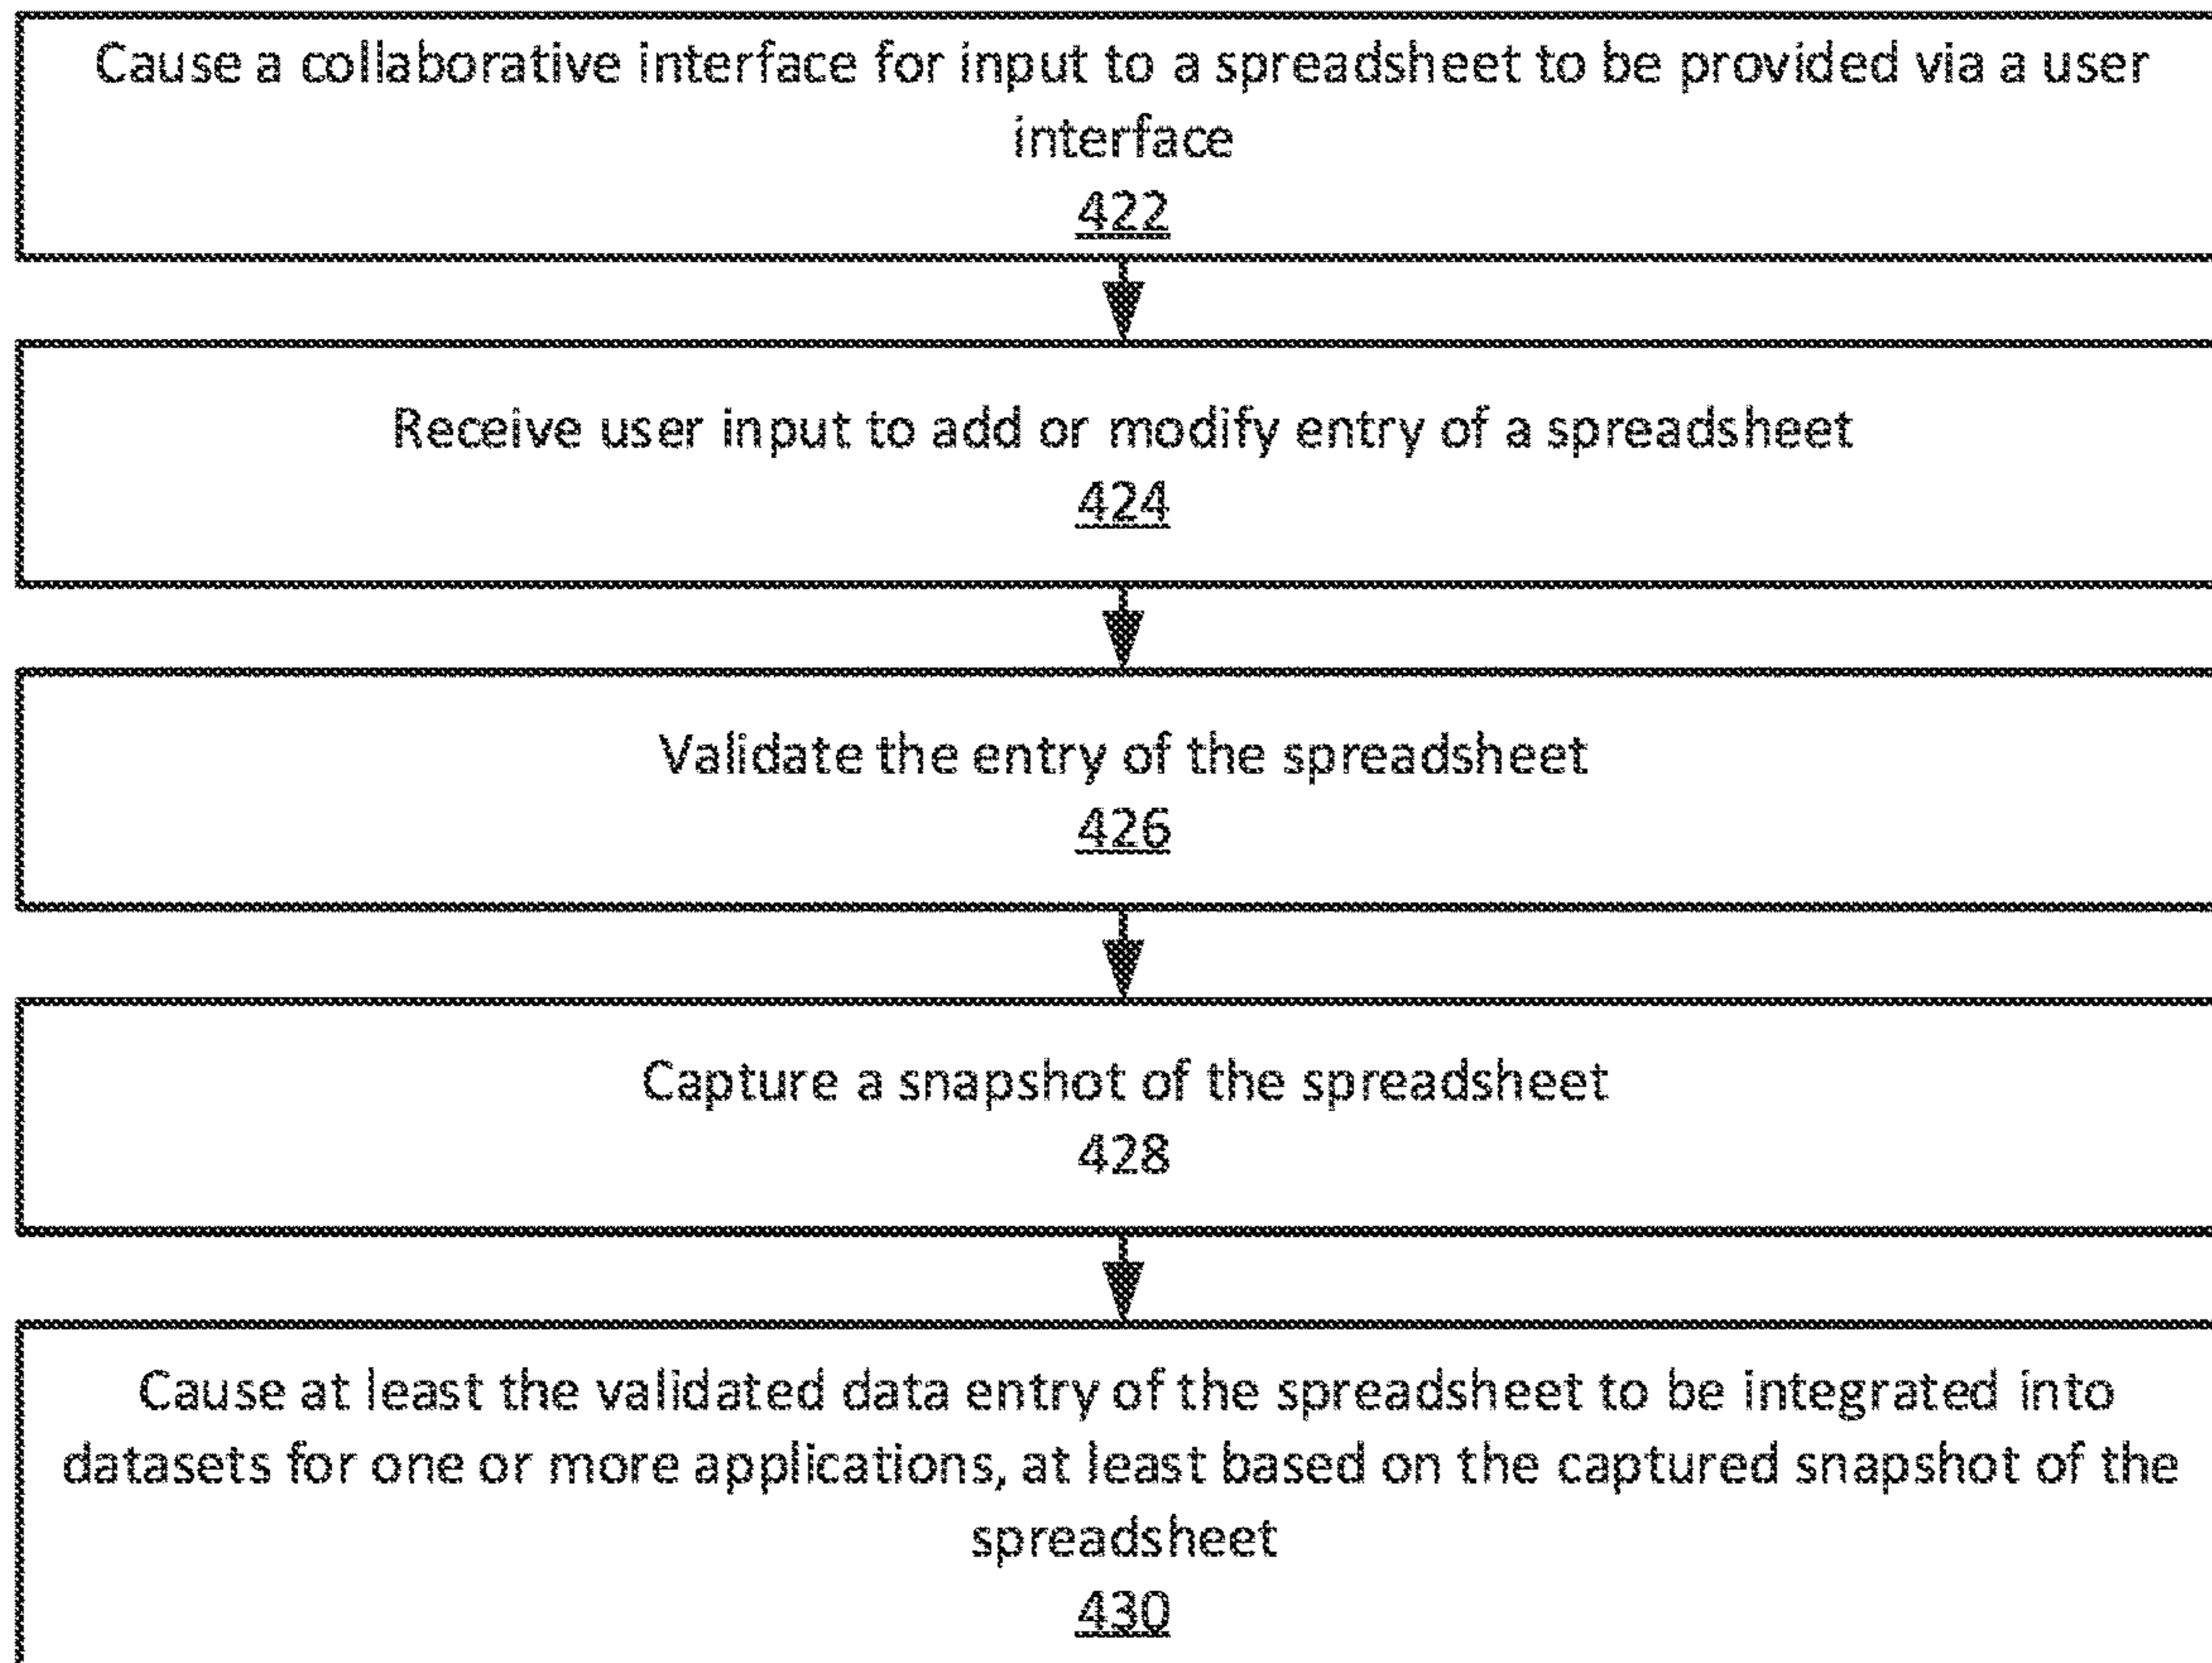 Cause a collaborative interface for input to a spreadsheet to be provided via a user
interface
422
Receive user input to add or modify entry of a spreadsheet
424
Validate the entry of the spreadsheet
426
Capture a snapshot of the spreadsheet
428
Cause at least the validated data entry of the spreadsheet to be integrated into
datasets for one or more applications, at least based on the captured snapshot of the
spreadsheet
430